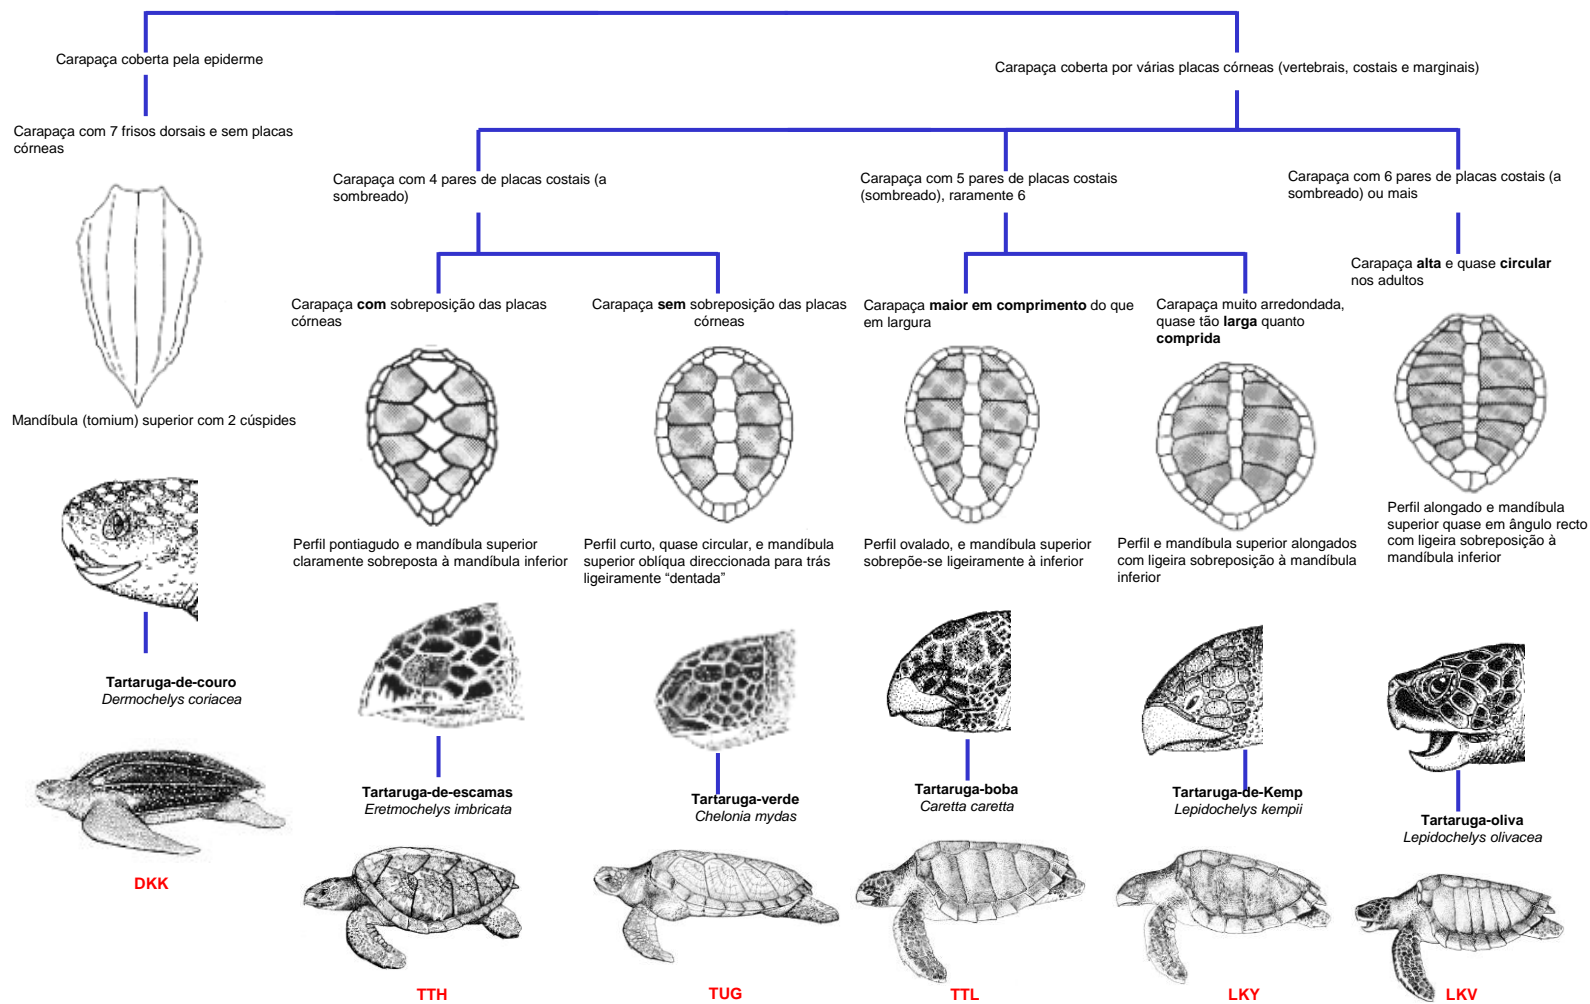 Carapaça coberta pela epiderme
Carapaça coberta por várias placas córneas (vertebrais, costais e marginais)
Carapaça com 7 frisos dorsais e sem placas
córneas
Carapaça com 4 pares de placas costais (a
sombreado)
Carapaça com 5 pares de placas costais
(sombreado), raramente 6
Carapaça com 6 pares de placas costais (a
sombreado) ou mais
Carapaça alta e quase circular
nos adultos
Carapaça com sobreposição das placas
córneas
Carapaça sem sobreposição das placas
córneas
Carapaça maior em comprimento do que
em largura
Carapaça muito arredondada,
quase tão larga quanto
comprida
Mandíbula (tomium) superior com 2 cúspides
Perfil pontiagudo e mandíbula superior
claramente sobreposta à mandíbula inferior
Perfil curto, quase circular, e mandíbula
superior oblíqua direccionada para trás
ligeiramente “dentada”
Perfil ovalado, e mandíbula superior
sobrepõe-se ligeiramente à inferior
Perfil e mandíbula superior alongados
com ligeira sobreposição à mandíbula
inferior
Perfil alongado e mandíbula
superior quase em ângulo recto
com ligeira sobreposição à
mandíbula inferior
Tartaruga-de-couro
Dermochelys coriacea
Tartaruga-de-escamas
Eretmochelys imbricata
Tartaruga-verde
Chelonia mydas
Tartaruga-boba
Caretta caretta
Tartaruga-de-Kemp
Lepidochelys kempii
Tartaruga-oliva
Lepidochelys olivacea
DKK
TTH
TUG
TTL
LKY
LKV